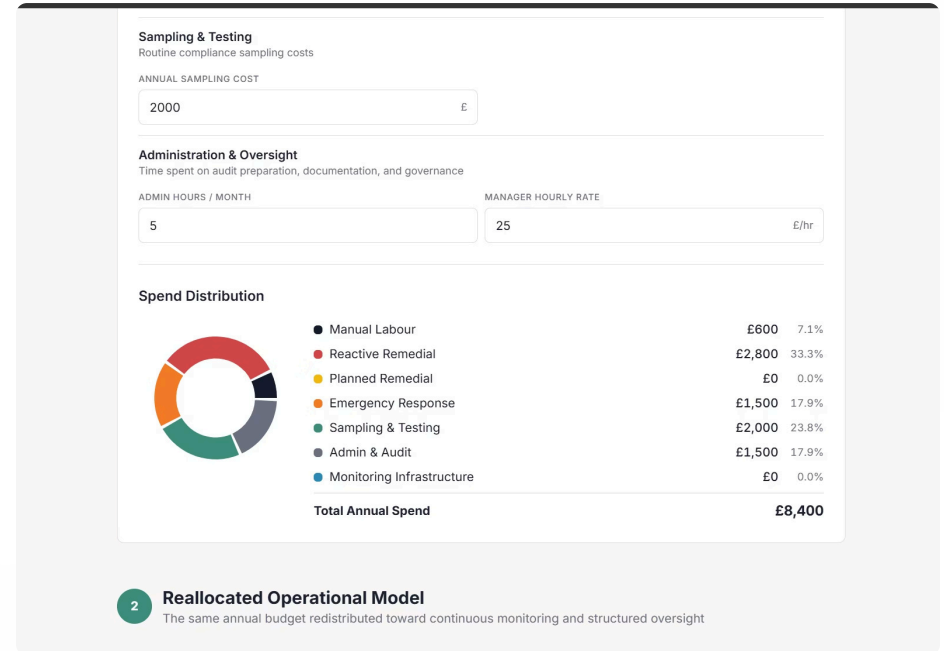 Sampling & Testing
Routine compliance sampling costs
ANNUAL SAMPLING COST
2000 £
Administration & Oversight
Time spent on audit preparation, documentation, and governance
ADMIN HOURS / MONTH MANAGER HOURLY RATE
5 25 £/hr
Spend Distribution
Manual Labour £600 7.1%
Reactive Remedial £2,800 33.3%
Planned Remedial £0 0.0%
Emergency Response £1,500 17.9%
Sampling & Testing £2,000 23.8%
Admin & Audit £1,500 17.9%
Monitoring Infrastructure £0 0.0%
Total Annual Spend £8,400
2 Reallocated Operational Model
The same annual budget redistributed toward continuous monitoring and structured oversight